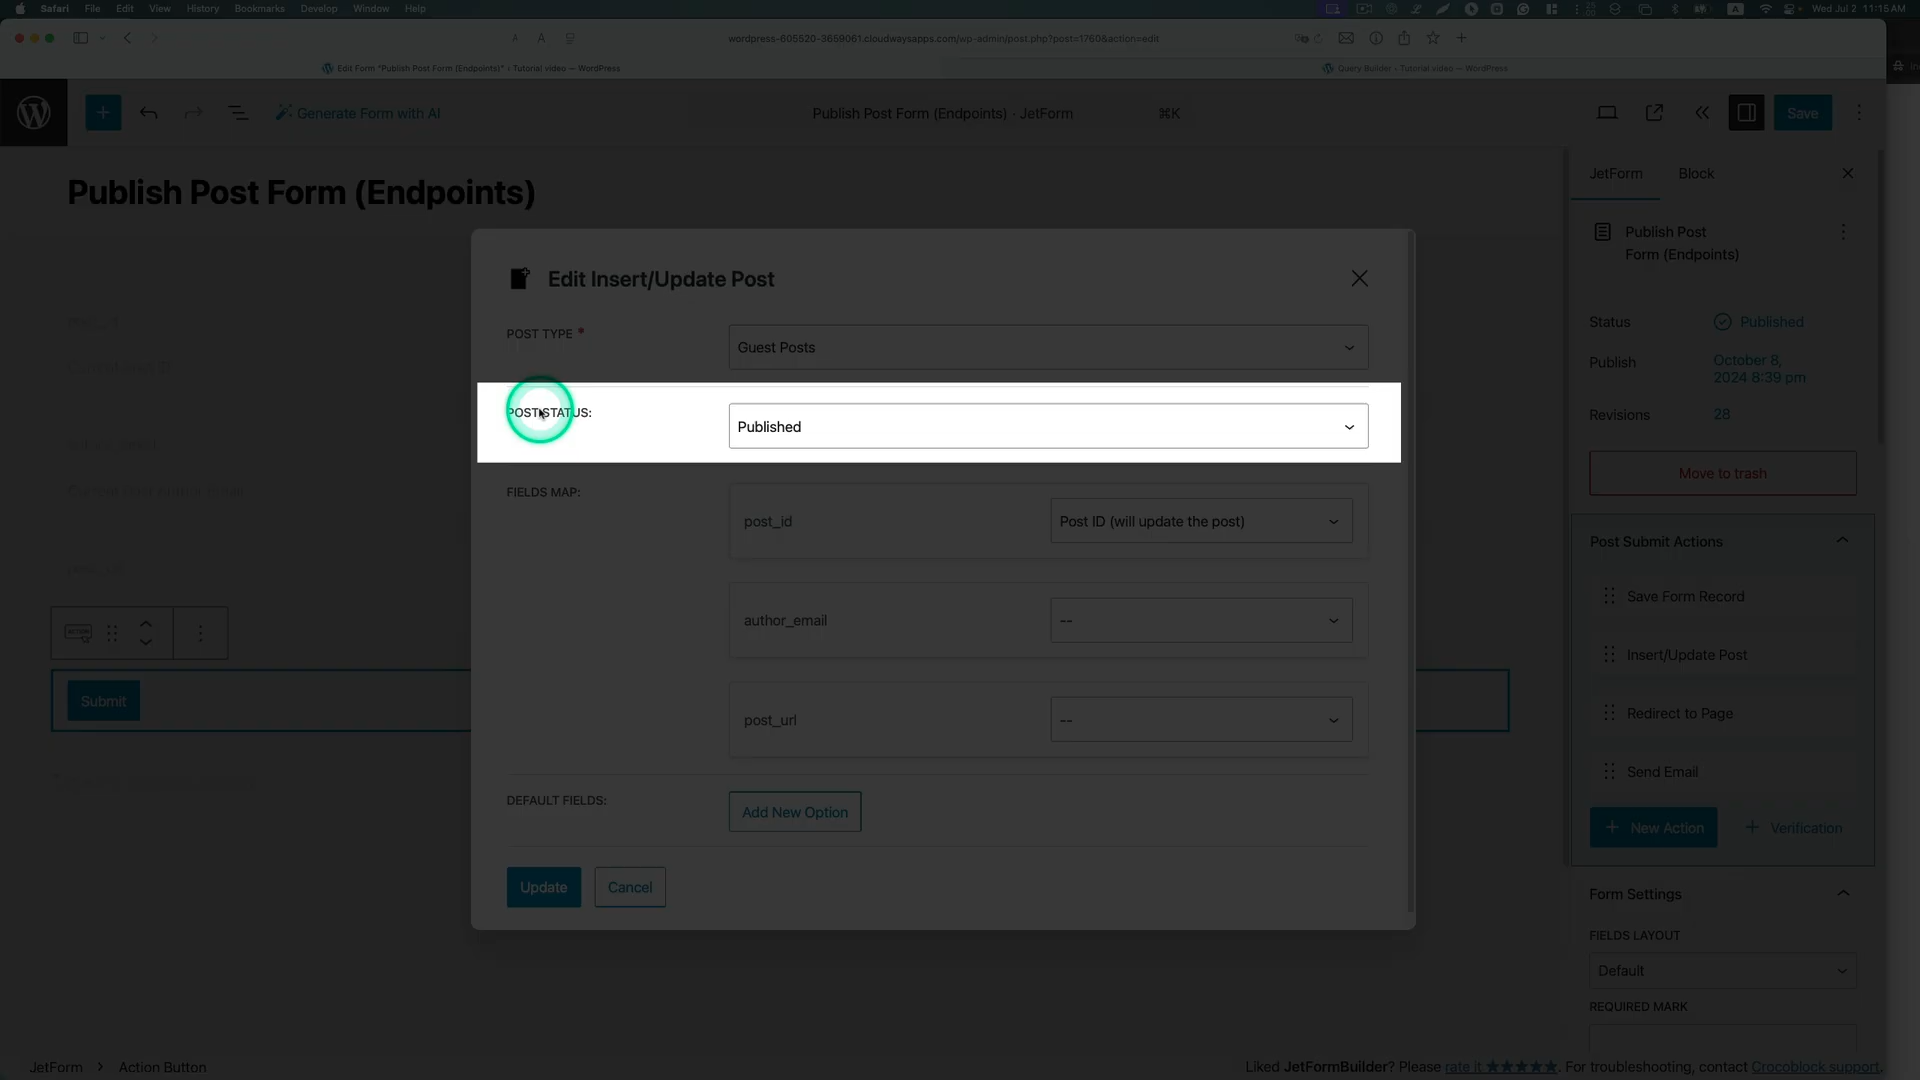 Safari File Edit View History Bookmarks Develop Window Help
Wed Jul 2 11:15 AM
wordpress-605520-3659061.cloudwaysapps.com/wp-admin/post.php?post=1760&action=edit
Edit Form "Publish Post Form (Endpoints)" ‹ Tutorial video — WordPress
Query Builder ‹ Tutorial video — WordPress
Generate Form with AI
Publish Post Form (Endpoints) · JetForm
⌘K
Save
Publish Post Form (Endpoints)
JetForm
Block
Publish Post
Form (Endpoints)
Status
Published
Publish
October 8,
2024 8:39 pm
Revisions
28
Move to trash
Post Submit Actions
Save Form Record
Insert/Update Post
Redirect to Page
Send Email
+ New Action
+ Verification
Form Settings
FIELDS LAYOUT
Default
REQUIRED MARK
Edit Insert/Update Post
POST TYPE *
Guest Posts
POST STATUS:
Published
FIELDS MAP:
post_id
Post ID (will update the post)
author_email
--
post_url
--
DEFAULT FIELDS:
Add New Option
Update
Cancel
Submit
JetForm › Action Button
Liked JetFormBuilder? Please rate it ★★★★★. For troubleshooting, contact Crocoblock support.